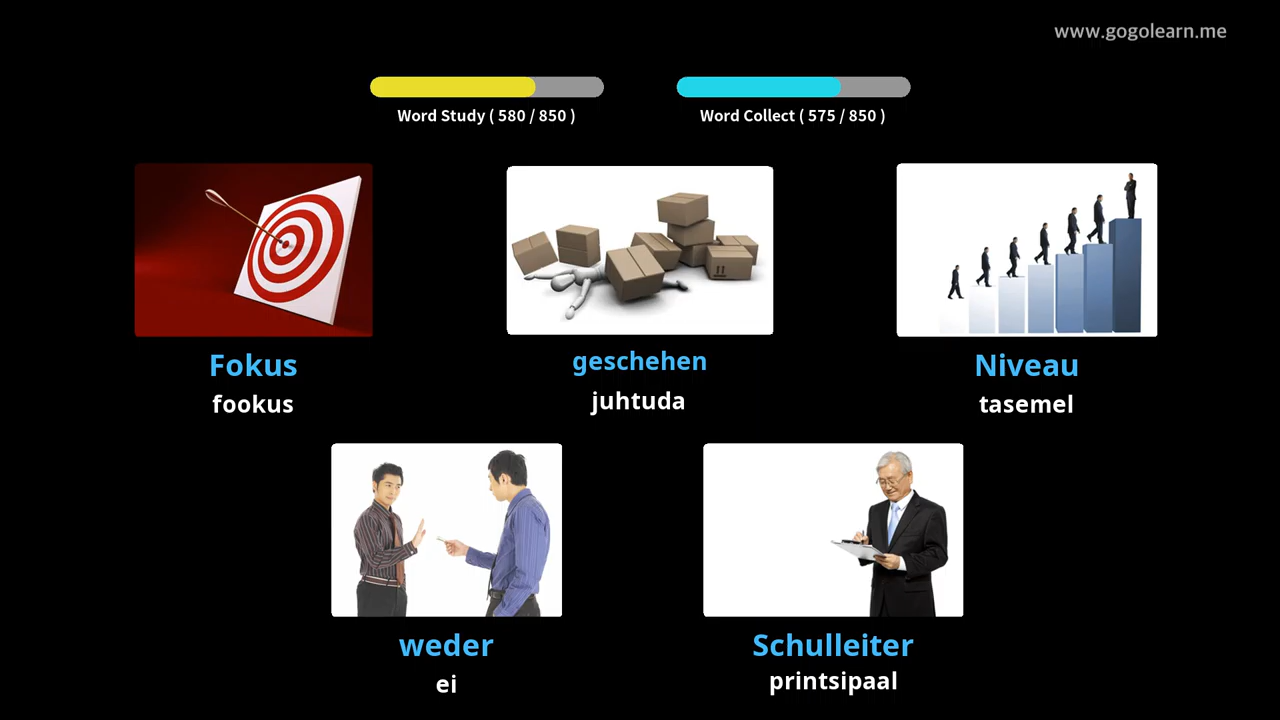 www.gogolearn.me
Word Study ( 580 / 850 )
Word Collect ( 575 / 850 )
Fokus
fookus
geschehen
juhtuda
Niveau
tasemel
weder
ei
Schulleiter
printsipaal